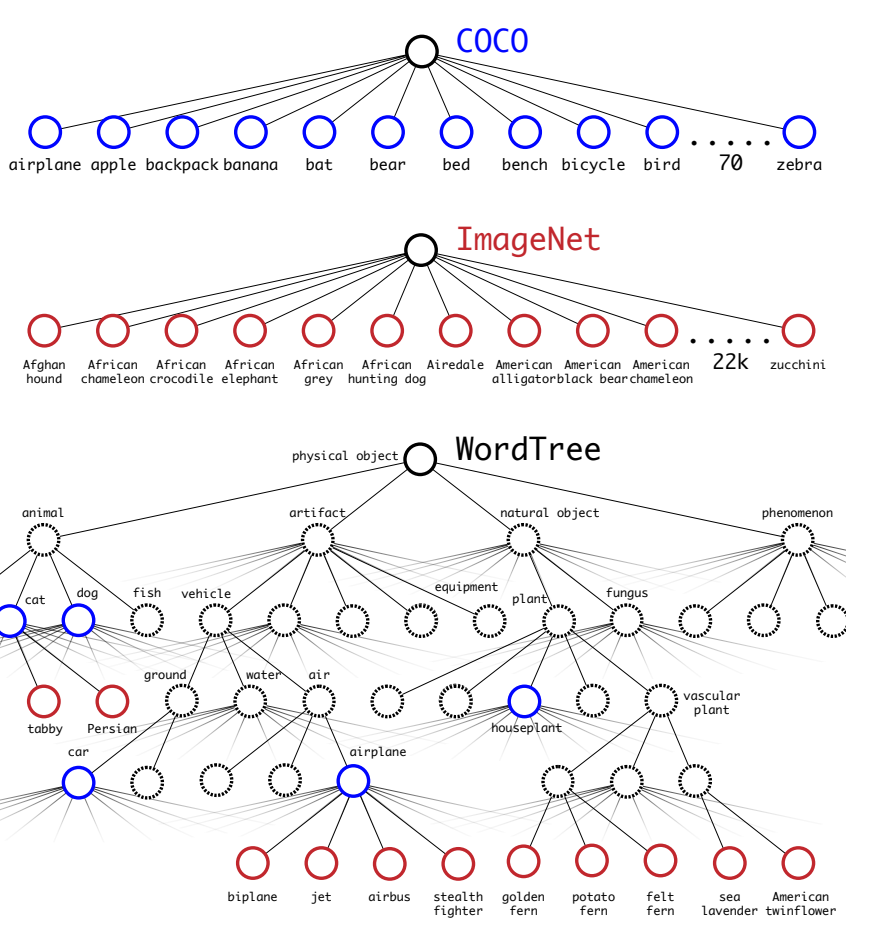 COCO
airplane apple backpack banana bat bear bed bench bicycle bird ..... 70 zebra
ImageNet
Afghan hound
African chameleon
African crocodile
African elephant
African grey
African hunting dog
Airedale
American alligator
American black bear
American chameleon
..... 22k
zucchini
WordTree
physical object
animal artifact natural object phenomenon
cat dog fish vehicle equipment plant fungus
ground water air vascular plant
tabby Persian houseplant
car airplane
biplane jet airbus
stealth fighter
golden fern
potato fern
felt fern
sea lavender
American twinflower